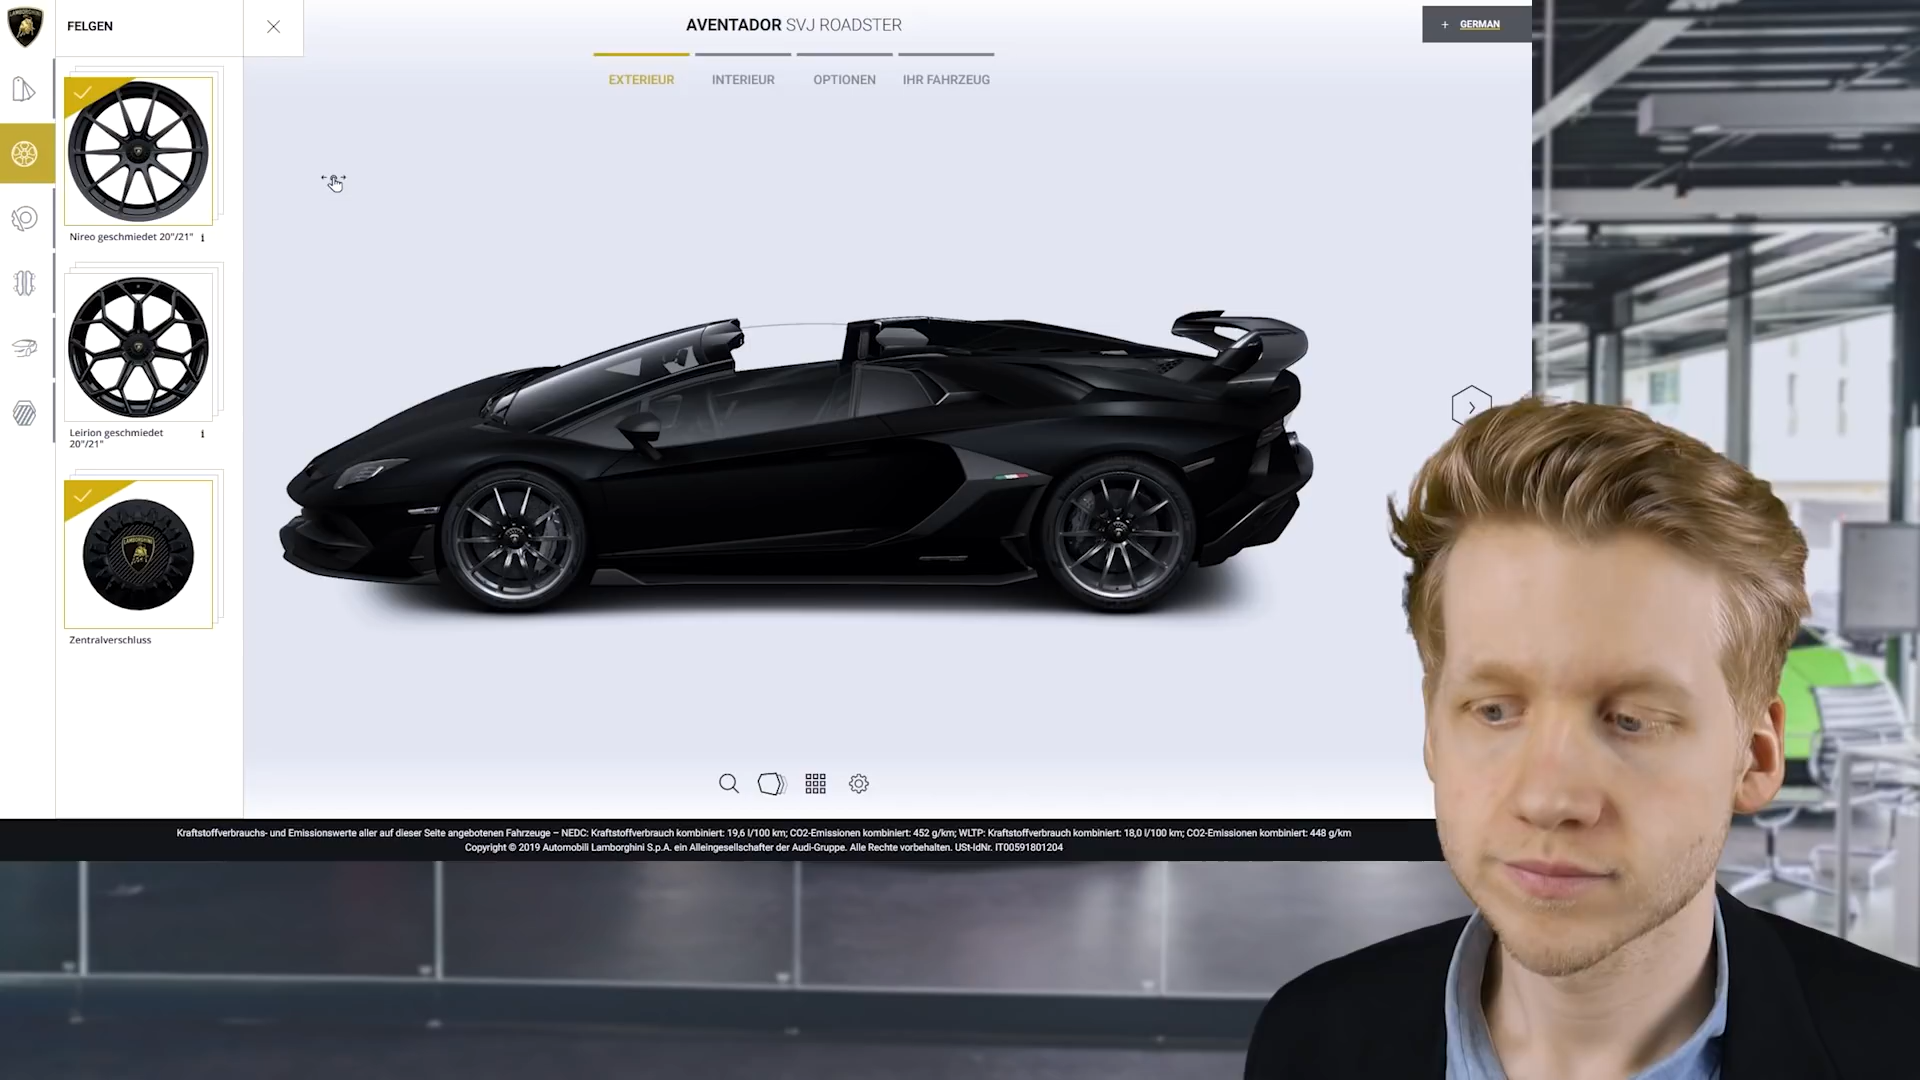 FELGEN
AVENTADOR SVJ ROADSTER
+ GERMAN
EXTERIEUR
INTERIEUR
OPTIONEN
IHR FAHRZEUG
Nireo geschmiedet 20"/21" i
Leirion geschmiedet i
20"/21"
Zentralverschluss
LAMBORGHINI
Kraftstoffverbrauchs- und Emissionswerte aller auf dieser Seite angebotenen Fahrzeuge – NEDC: Kraftstoffverbrauch kombiniert: 19,6 l/100 km; CO2-Emissionen kombiniert: 452 g/km; WLTP: Kraftstoffverbrauch kombiniert: 18,0 l/100 km; CO2-Emissionen kombiniert: 448 g/km
Copyright © 2019 Automobili Lamborghini S.p.A. ein Alleingesellschafter der Audi-Gruppe. Alle Rechte vorbehalten. USt-IdNr. IT00591801204